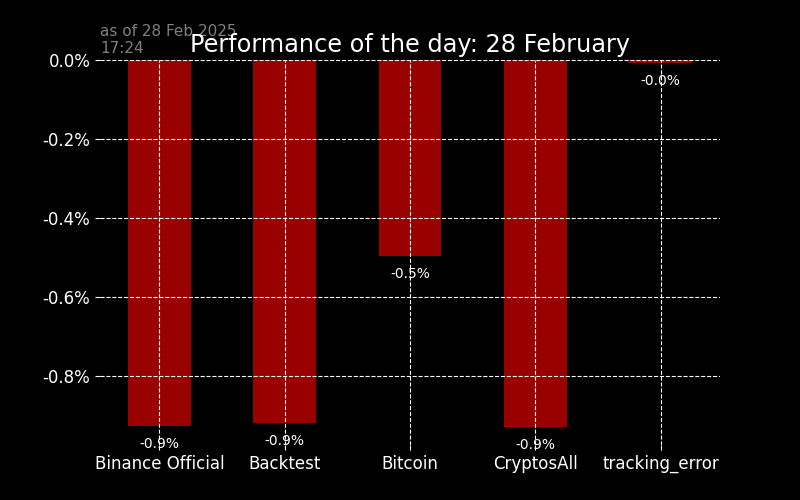 as of 28 Feb 2025
17:24
Performance of the day: 28 February
0.0%
-0.2%
-0.4%
-0.6%
-0.8%
-0.9%
-0.9%
-0.5%
-0.9%
-0.0%
Binance Official
Backtest
Bitcoin
CryptosAll
tracking_error